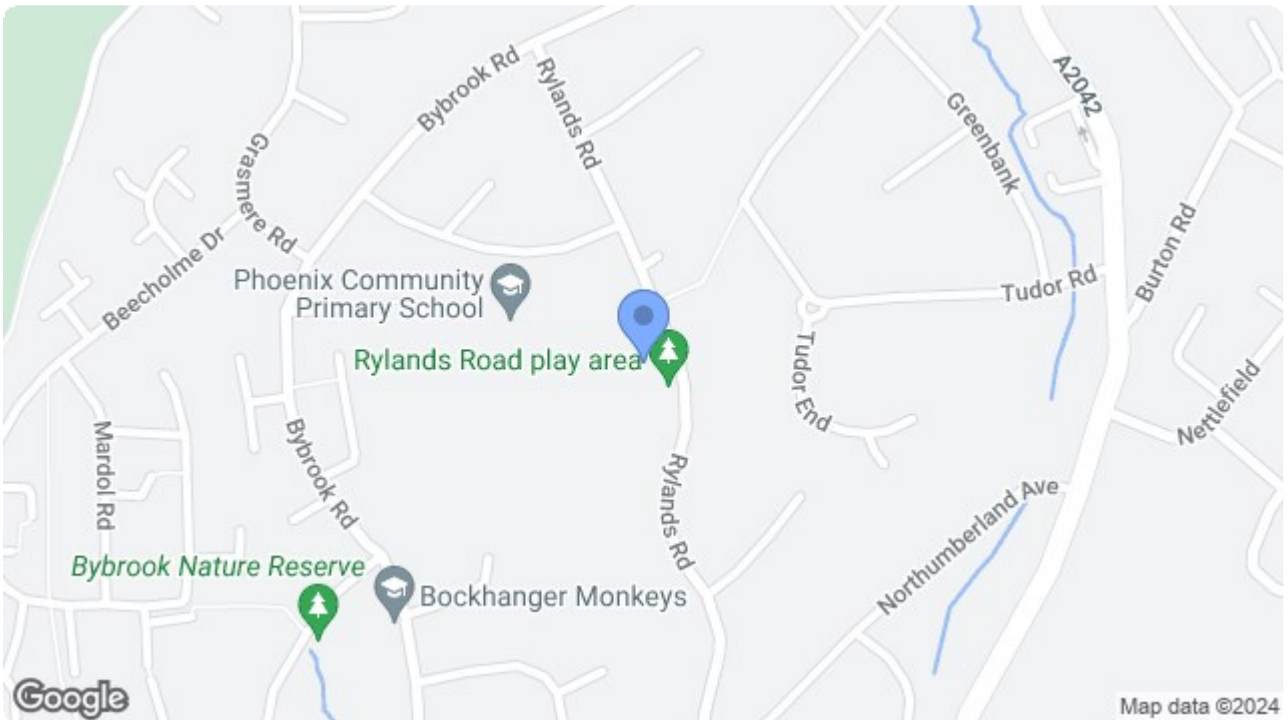 A2042
Bybrook Rd
Rylands Rd
Greenbank
Grasmere Rd
Beecholme Dr
Burton Rd
Phoenix Community
Primary School
Tudor Rd
Rylands Road play area
Tudor End
Nettlefield
Mardol Rd
Bybrook Rd
Rylands Rd
Northumberland Ave
Bybrook Nature Reserve
Bockhanger Monkeys
Google
Map data ©2024